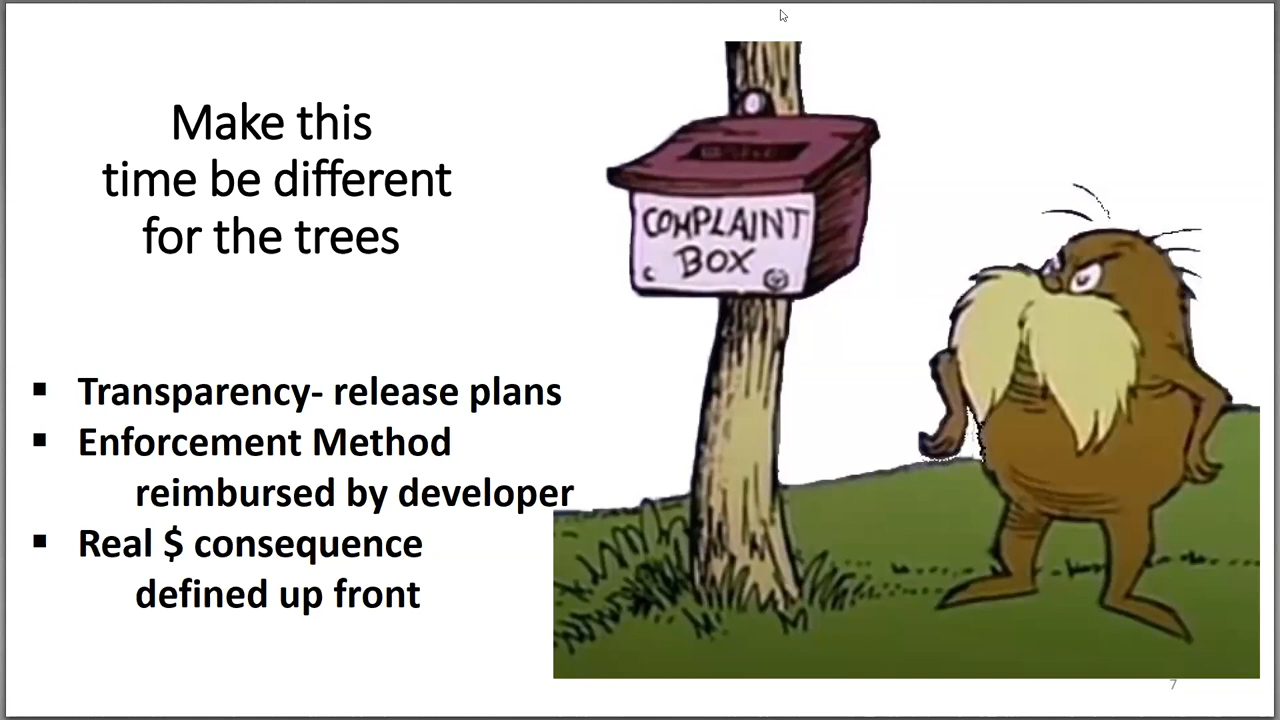 Make this
time be different
for the trees
▪ Transparency- release plans
▪ Enforcement Method
reimbursed by developer
▪ Real $ consequence
defined up front
COMPLAINT
BOX
7